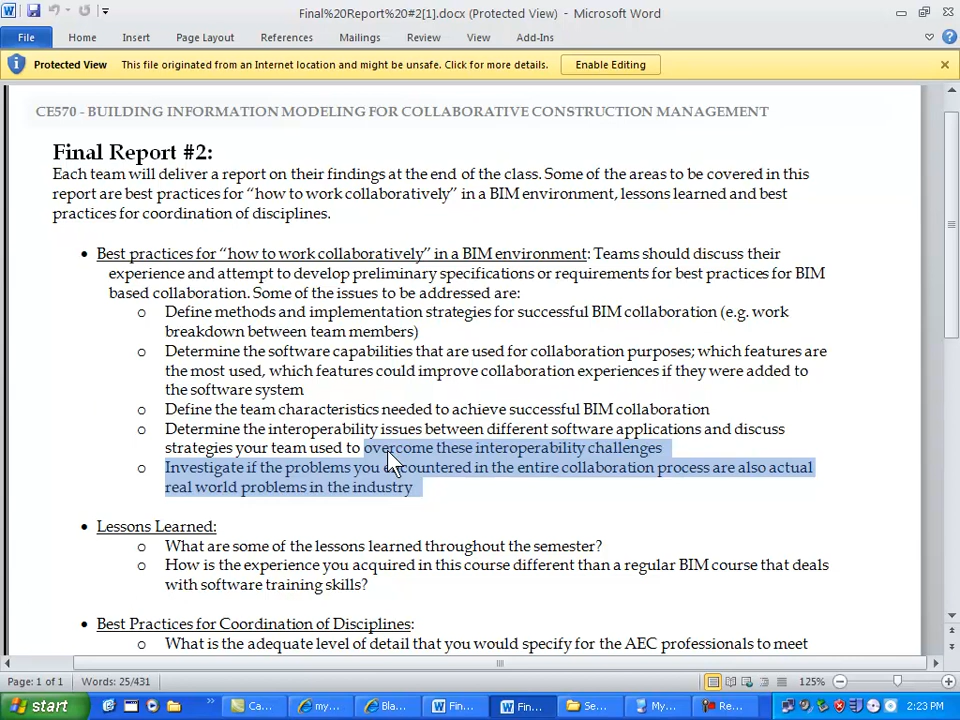 Final%20Report%20#2[1].docx (Protected View) - Microsoft Word
File Home Insert Page Layout References Mailings Review View Add-Ins
Protected View This file originated from an Internet location and might be unsafe. Click for more details. Enable Editing
CE570 - BUILDING INFORMATION MODELING FOR COLLABORATIVE CONSTRUCTION MANAGEMENT
Final Report #2:
Each team will deliver a report on their findings at the end of the class. Some of the areas to be covered in this
report are best practices for “how to work collaboratively” in a BIM environment, lessons learned and best
practices for coordination of disciplines.
• Best practices for “how to work collaboratively” in a BIM environment: Teams should discuss their
experience and attempt to develop preliminary specifications or requirements for best practices for BIM
based collaboration. Some of the issues to be addressed are:
o Define methods and implementation strategies for successful BIM collaboration (e.g. work
breakdown between team members)
o Determine the software capabilities that are used for collaboration purposes; which features are
the most used, which features could improve collaboration experiences if they were added to
the software system
o Define the team characteristics needed to achieve successful BIM collaboration
o Determine the interoperability issues between different software applications and discuss
strategies your team used to overcome these interoperability challenges
o Investigate if the problems you encountered in the entire collaboration process are also actual
real world problems in the industry
• Lessons Learned:
o What are some of the lessons learned throughout the semester?
o How is the experience you acquired in this course different than a regular BIM course that deals
with software training skills?
• Best Practices for Coordination of Disciplines:
o What is the adequate level of detail that you would specify for the AEC professionals to meet
Page: 1 of 1 Words: 25/431 125%
start Ca... my... Bla... Fin... Fin... Se... My... Re... 2:23 PM